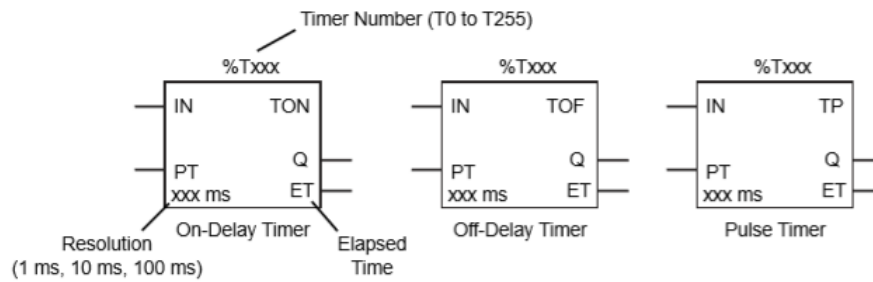 Timer Number (T0 to T255)
%Txxx
IN TON
PT Q
xxx ms ET
On-Delay Timer
Resolution
(1 ms, 10 ms, 100 ms)
Elapsed
Time
%Txxx
IN TOF
PT Q
xxx ms ET
Off-Delay Timer
%Txxx
IN TP
PT Q
xxx ms ET
Pulse Timer